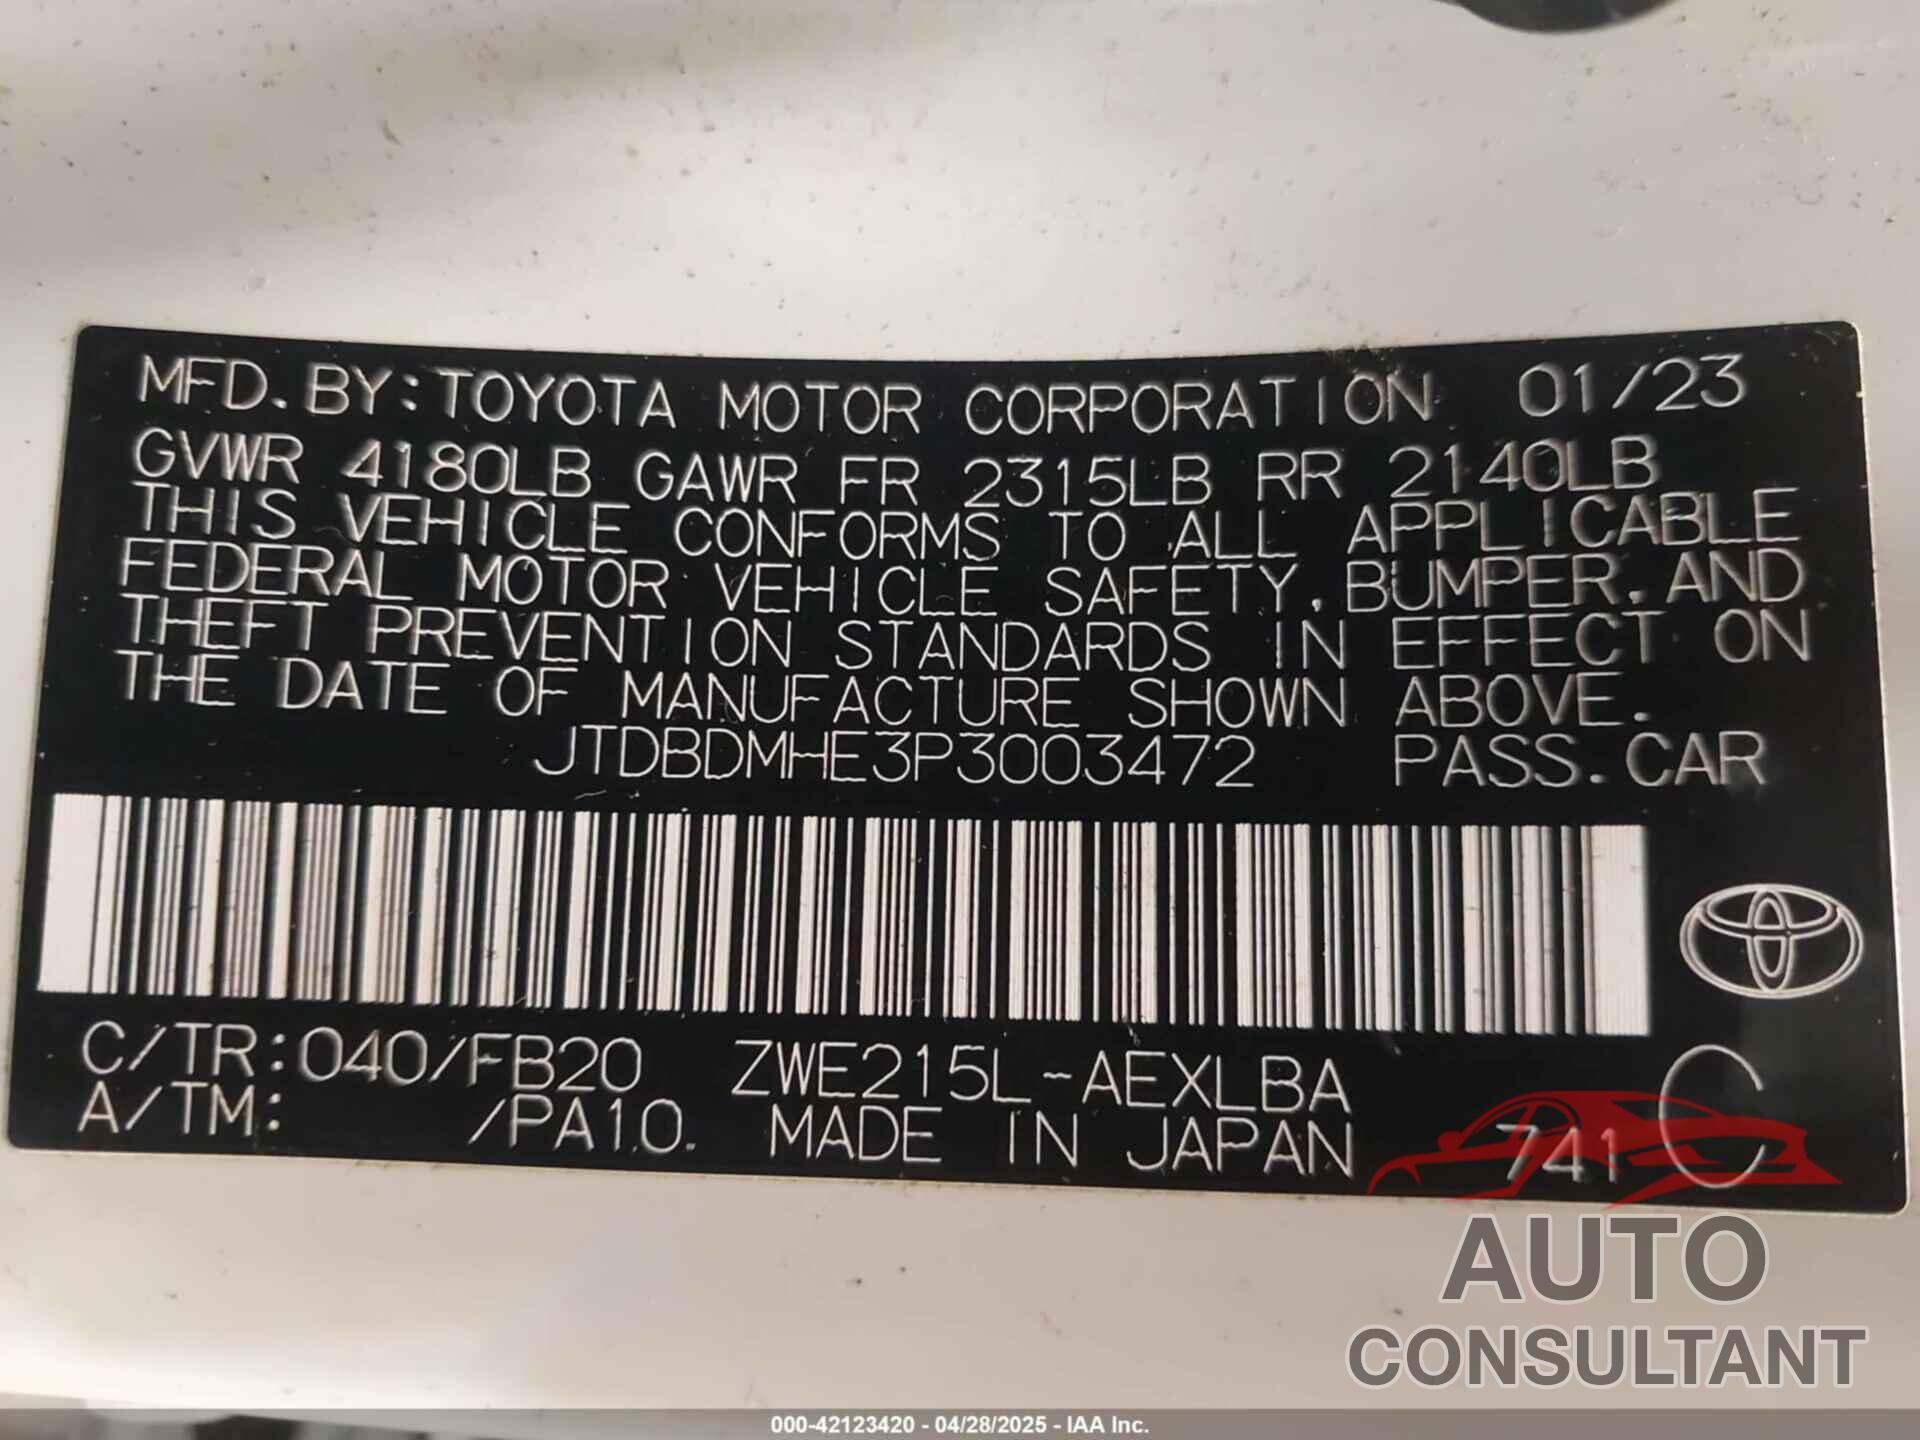 MFD. BY: TOYOTA MOTOR CORPORATION 01/23
GVWR 4180LB GAWR FR 2315LB RR 2140LB
THIS VEHICLE CONFORMS TO ALL APPLICABLE
FEDERAL MOTOR VEHICLE SAFETY, BUMPER, AND
THEFT PREVENTION STANDARDS IN EFFECT ON
THE DATE OF MANUFACTURE SHOWN ABOVE.
JTDBDMHE3P3003472 PASS. CAR
C/TR: 040/FB20 ZWE215L-AEXLBA C
A/TM: /PA10 MADE IN JAPAN 741
AUTO
CONSULTANT
000-42123420 - 04/28/2025 - IAA Inc.